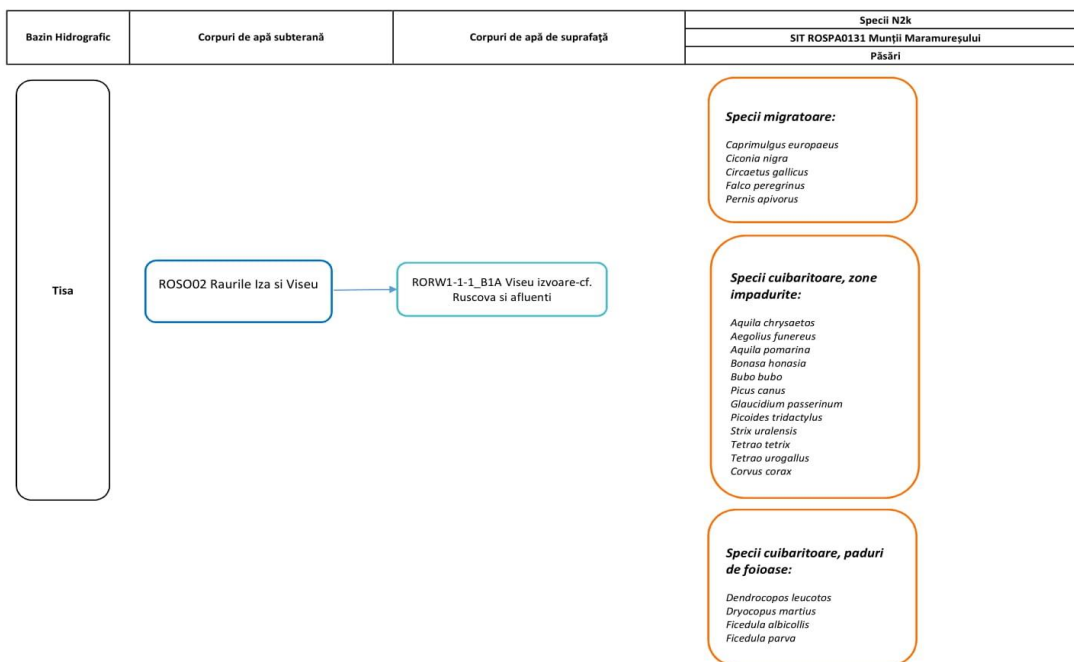 Bazin Hidrografic
Corpuri de apă subterană
Corpuri de apă de suprafaţă
Specii N2k
SIT ROSPA0131 Munții Maramureșului
Păsări
Tisa
ROSO02 Raurile Iza si Viseu
RORW1-1-1_B1A Viseu izvoare-cf.
Ruscova si afluenti
Specii migratoare:
Caprimulgus europaeus
Ciconia nigra
Circaetus gallicus
Falco peregrinus
Pernis apivorus
Specii cuibaritoare, zone
impadurite:
Aquila chrysaetos
Aegolius funereus
Aquila pomarina
Bonasa honasia
Bubo bubo
Picus canus
Glaucidium passerinum
Picoides tridactylus
Strix uralensis
Tetrao tetrix
Tetrao urogallus
Corvus corax
Specii cuibaritoare, paduri
de foioase:
Dendrocopos leucotos
Dryocopus martius
Ficedula albicollis
Ficedula parva